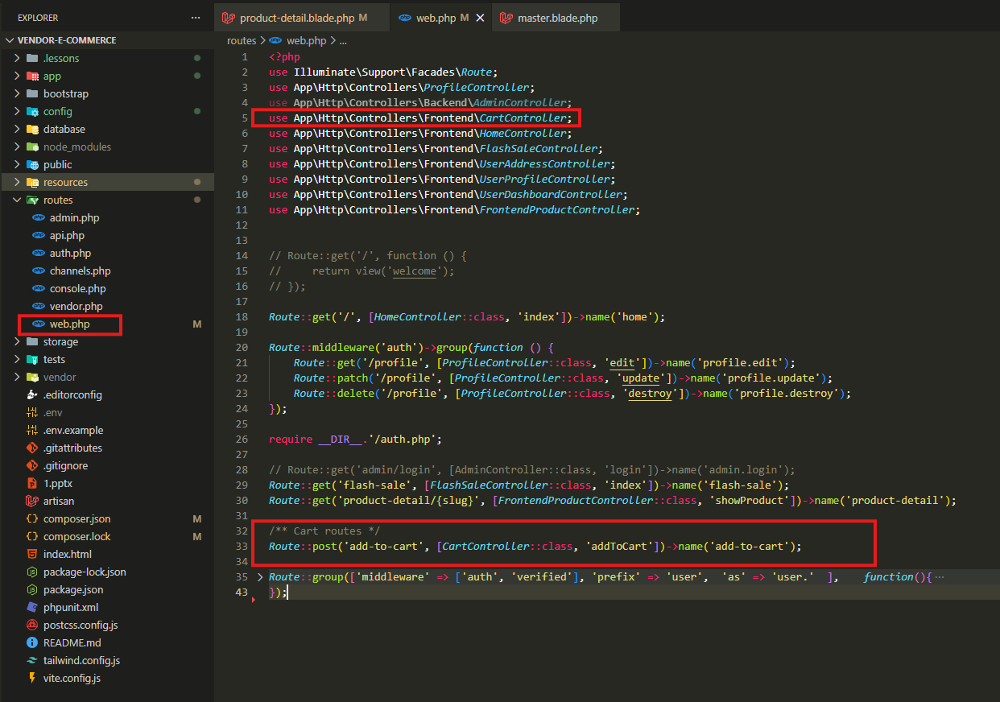 EXPLORER
...
VENDOR-E-COMMERCE
.lessons
app
bootstrap
config
database
node_modules
public
resources
routes
admin.php
api.php
auth.php
channels.php
console.php
vendor.php
web.php M
storage
tests
vendor
.editorconfig
.env
.env.example
.gitattributes
.gitignore
1.pptx
artisan
composer.json M
composer.lock M
index.html
package-lock.json
package.json
phpunit.xml
postcss.config.js
README.md
tailwind.config.js
vite.config.js
product-detail.blade.php M
web.php M
master.blade.php
routes > web.php > ...
1 <?php
2 use Illuminate\Support\Facades\Route;
3 use App\Http\Controllers\ProfileController;
4 use App\Http\Controllers\Backend\AdminController;
5 use App\Http\Controllers\Frontend\CartController;
6 use App\Http\Controllers\Frontend\HomeController;
7 use App\Http\Controllers\Frontend\FlashSaleController;
8 use App\Http\Controllers\Frontend\UserAddressController;
9 use App\Http\Controllers\Frontend\UserProfileController;
10 use App\Http\Controllers\Frontend\UserDashboardController;
11 use App\Http\Controllers\Frontend\FrontendProductController;
12
13
14 // Route::get('/', function () {
15 //     return view('welcome');
16 // });
17
18 Route::get('/', [HomeController::class, 'index'])->name('home');
19
20 Route::middleware('auth')->group(function () {
21     Route::get('/profile', [ProfileController::class, 'edit'])->name('profile.edit');
22     Route::patch('/profile', [ProfileController::class, 'update'])->name('profile.update');
23     Route::delete('/profile', [ProfileController::class, 'destroy'])->name('profile.destroy');
24 });
25
26 require __DIR__.'/auth.php';
27
28 // Route::get('admin/login', [AdminController::class, 'login'])->name('admin.login');
29 Route::get('flash-sale', [FlashSaleController::class, 'index'])->name('flash-sale');
30 Route::get('product-detail/{slug}', [FrontendProductController::class, 'showProduct'])->name('product-detail');
31
32 /** Cart routes */
33 Route::post('add-to-cart', [CartController::class, 'addToCart'])->name('add-to-cart');
34
35 Route::group(['middleware' => ['auth', 'verified'], 'prefix' => 'user',  'as' => 'user.'  ],    function(){...
43 });